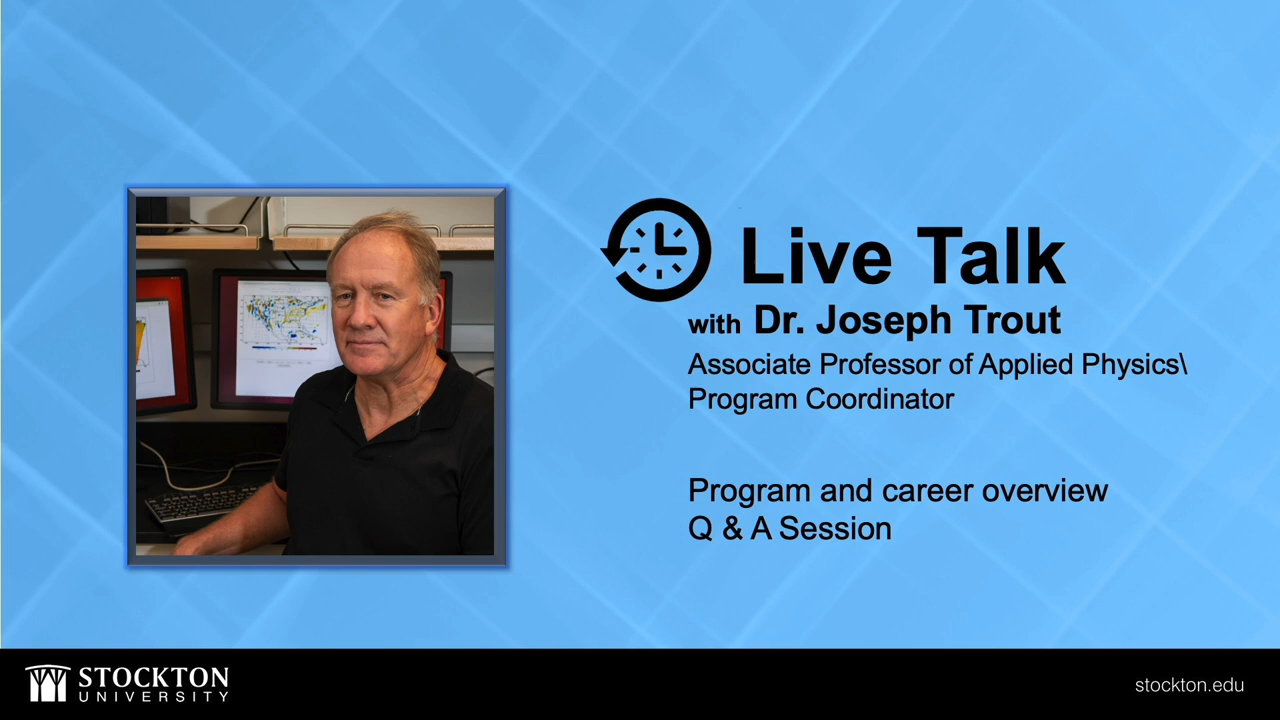 Live Talk
with Dr. Joseph Trout
Associate Professor of Applied Physics\
Program Coordinator
Program and career overview
Q & A Session
STOCKTON
UNIVERSITY
stockton.edu